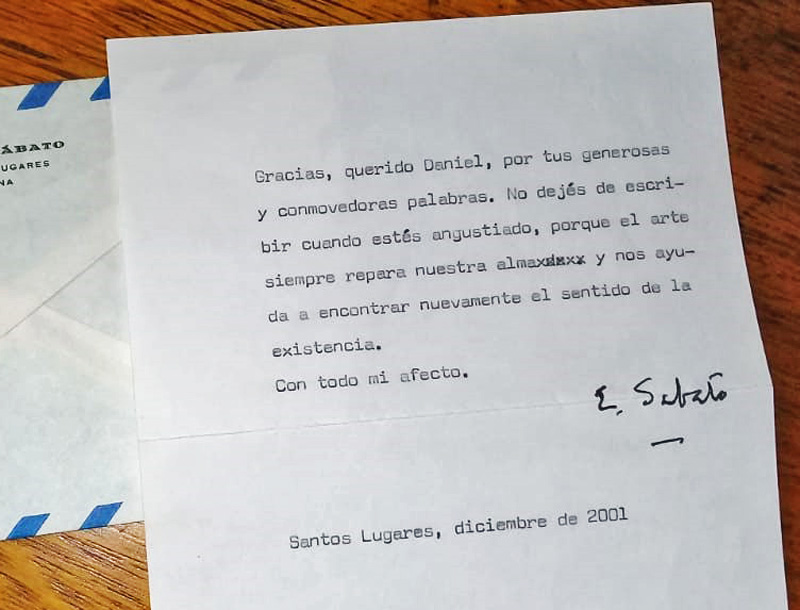 ÁBATO
UGARES
NA
Gracias, querido Daniel, por tus generosas
y conmovedoras palabras. No dejés de escri-
bir cuando estés angustiado, porque el arte
siempre repara nuestra alma y nos ayu-
da a encontrar nuevamente el sentido de la
existencia.
Con todo mi afecto.
E. Sabato
Santos Lugares, diciembre de 2001